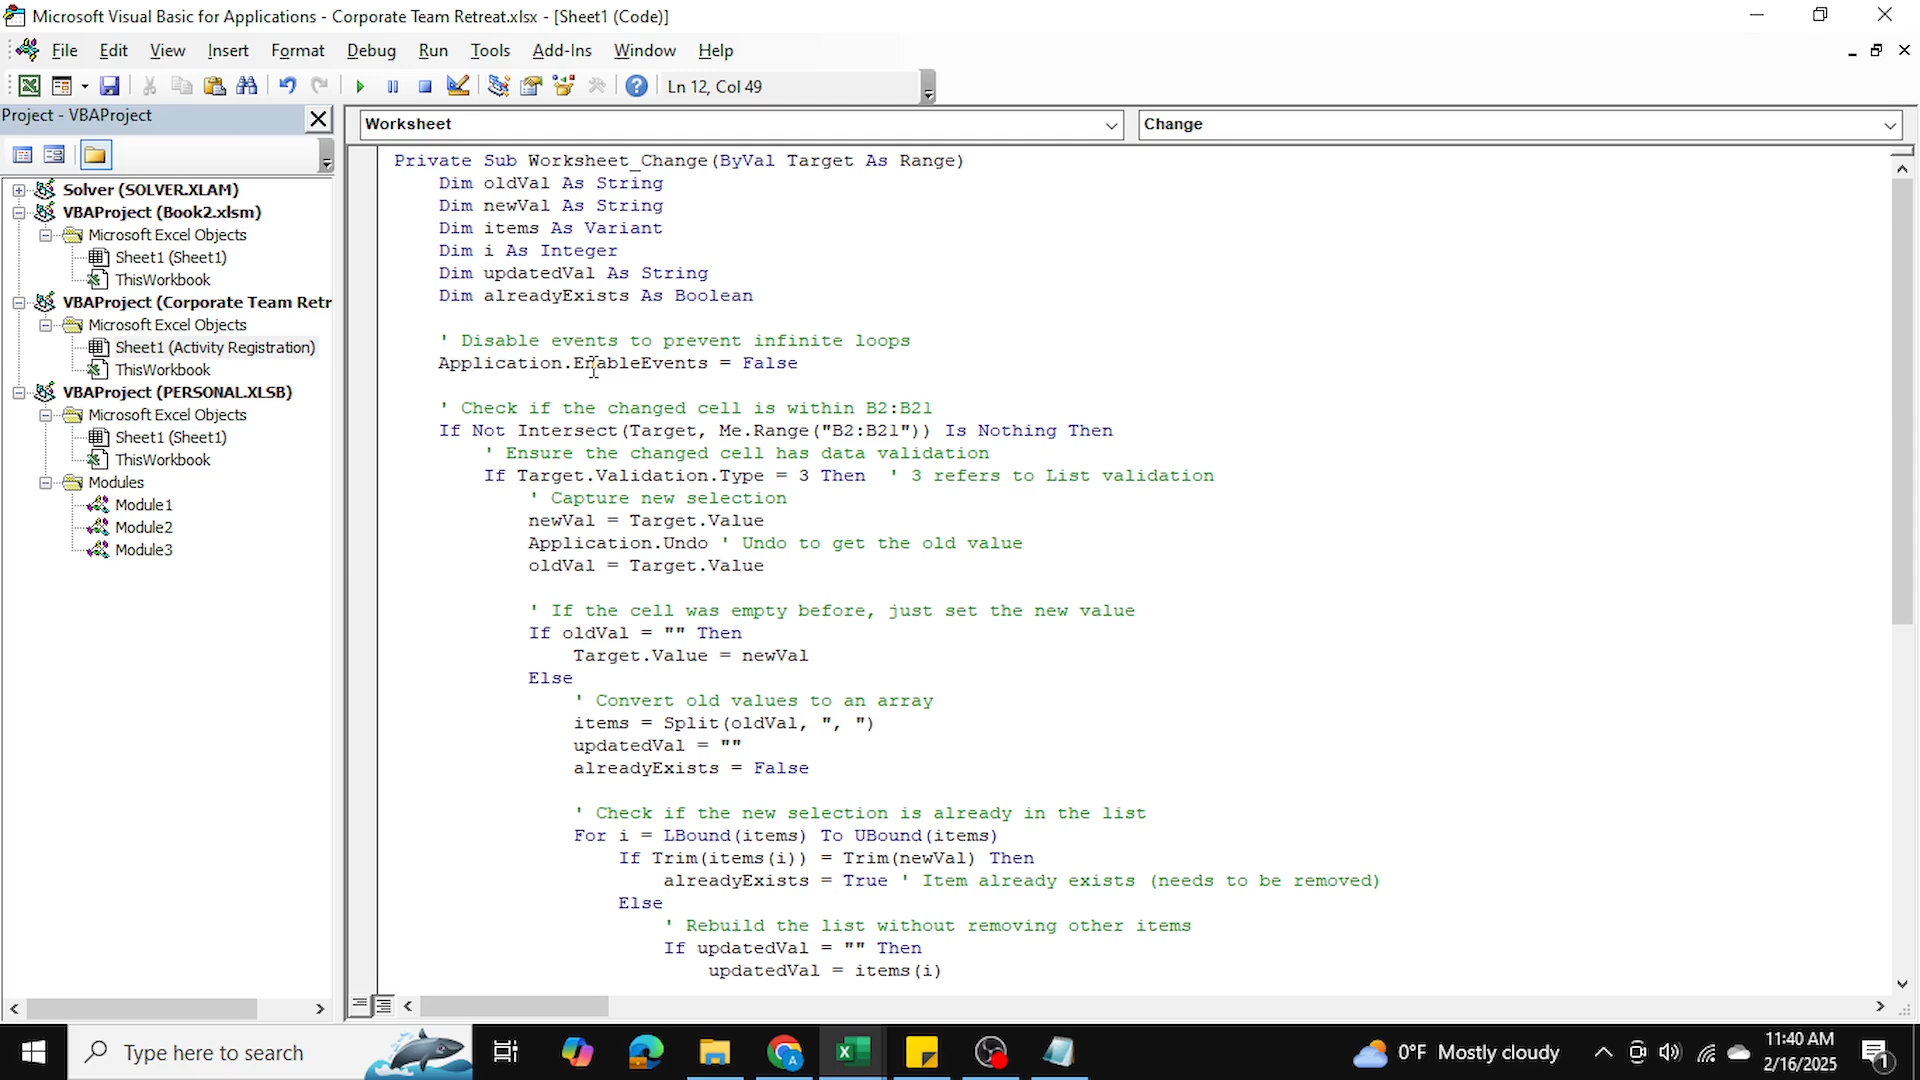 Microsoft Visual Basic for Applications - Corporate Team Retreat.xlsx - [Sheet1 (Code)]
File Edit View Insert Format Debug Run Tools Add-Ins Window Help
Ln 12, Col 49
Project - VBAProject
Solver (SOLVER.XLAM)
VBAProject (Book2.xlsm)
Microsoft Excel Objects
Sheet1 (Sheet1)
ThisWorkbook
VBAProject (Corporate Team Retr
Microsoft Excel Objects
Sheet1 (Activity Registration)
ThisWorkbook
VBAProject (PERSONAL.XLSB)
Microsoft Excel Objects
Sheet1 (Sheet1)
ThisWorkbook
Modules
Module1
Module2
Module3
Worksheet
Change
Private Sub Worksheet_Change(ByVal Target As Range)
Dim oldVal As String
Dim newVal As String
Dim items As Variant
Dim i As Integer
Dim updatedVal As String
Dim alreadyExists As Boolean
' Disable events to prevent infinite loops
Application.EnableEvents = False
' Check if the changed cell is within B2:B21
If Not Intersect(Target, Me.Range("B2:B21")) Is Nothing Then
' Ensure the changed cell has data validation
If Target.Validation.Type = 3 Then ' 3 refers to List validation
' Capture new selection
newVal = Target.Value
Application.Undo ' Undo to get the old value
oldVal = Target.Value
' If the cell was empty before, just set the new value
If oldVal = "" Then
Target.Value = newVal
Else
' Convert old values to an array
items = Split(oldVal, ", ")
updatedVal = ""
alreadyExists = False
' Check if the new selection is already in the list
For i = LBound(items) To UBound(items)
If Trim(items(i)) = Trim(newVal) Then
alreadyExists = True ' Item already exists (needs to be removed)
Else
' Rebuild the list without removing other items
If updatedVal = "" Then
updatedVal = items(i)
Type here to search
0°F Mostly cloudy
11:40 AM
2/16/2025
1